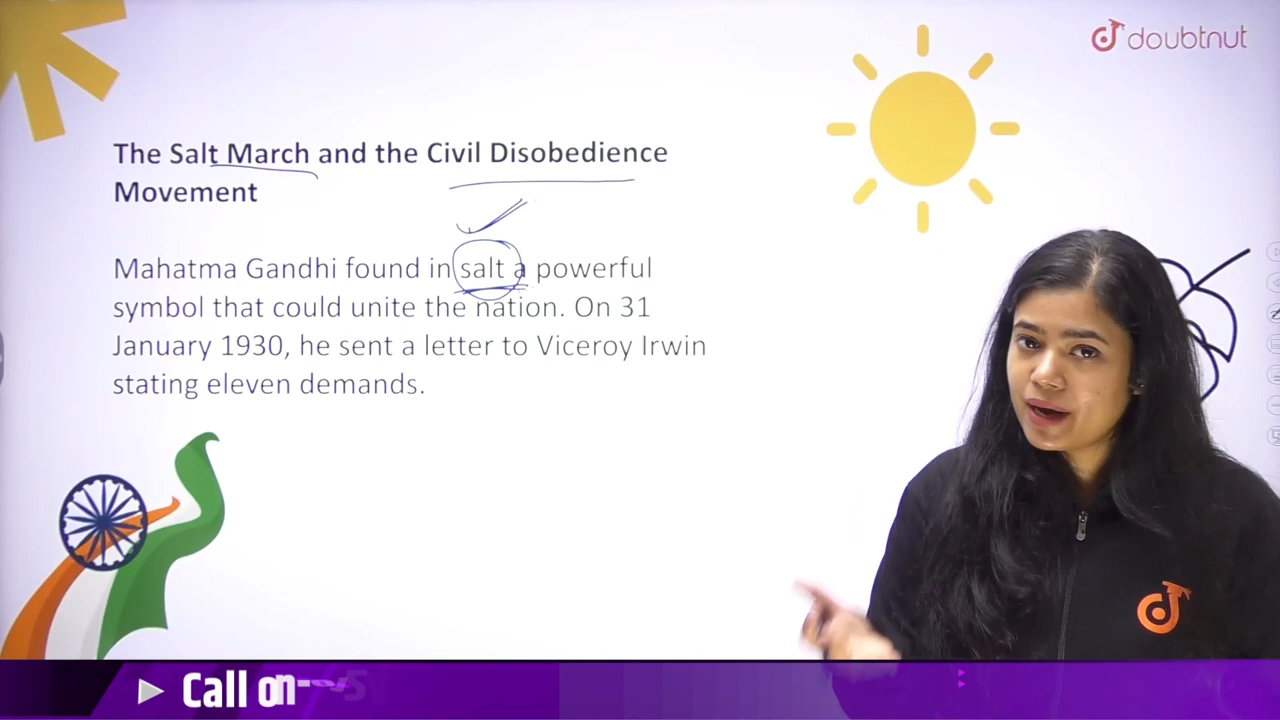 doubtnut
The Salt March and the Civil Disobedience
Movement
Mahatma Gandhi found in salt a powerful
symbol that could unite the nation. On 31
January 1930, he sent a letter to Viceroy Irwin
stating eleven demands.
Call on-